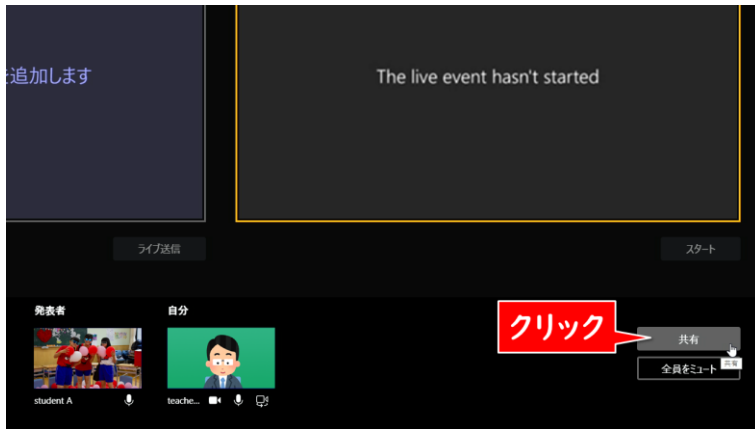 を追加します
The live event hasn't started
ライブ送信
スタート
発表者
自分
クリック
共有
共有
全員をミュート
student A
teache...